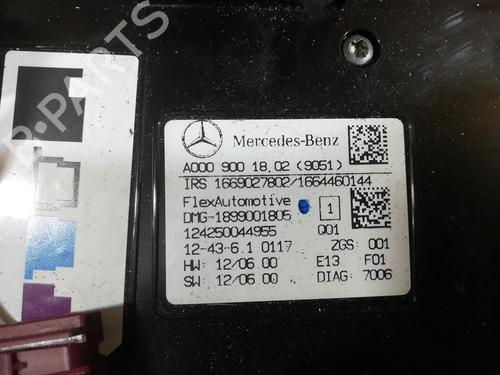 Mercedes-Benz
A000 900 18.02 (9051)
IRS 1669027802/1664460144
FlexAutomotive
DMG-1899001805
1
124250044955
Q01
12-43-6.1 0117
ZGS: 001
HW: 12/06 00
E13
F01
SW: 12/06 00
DIAG: 7006